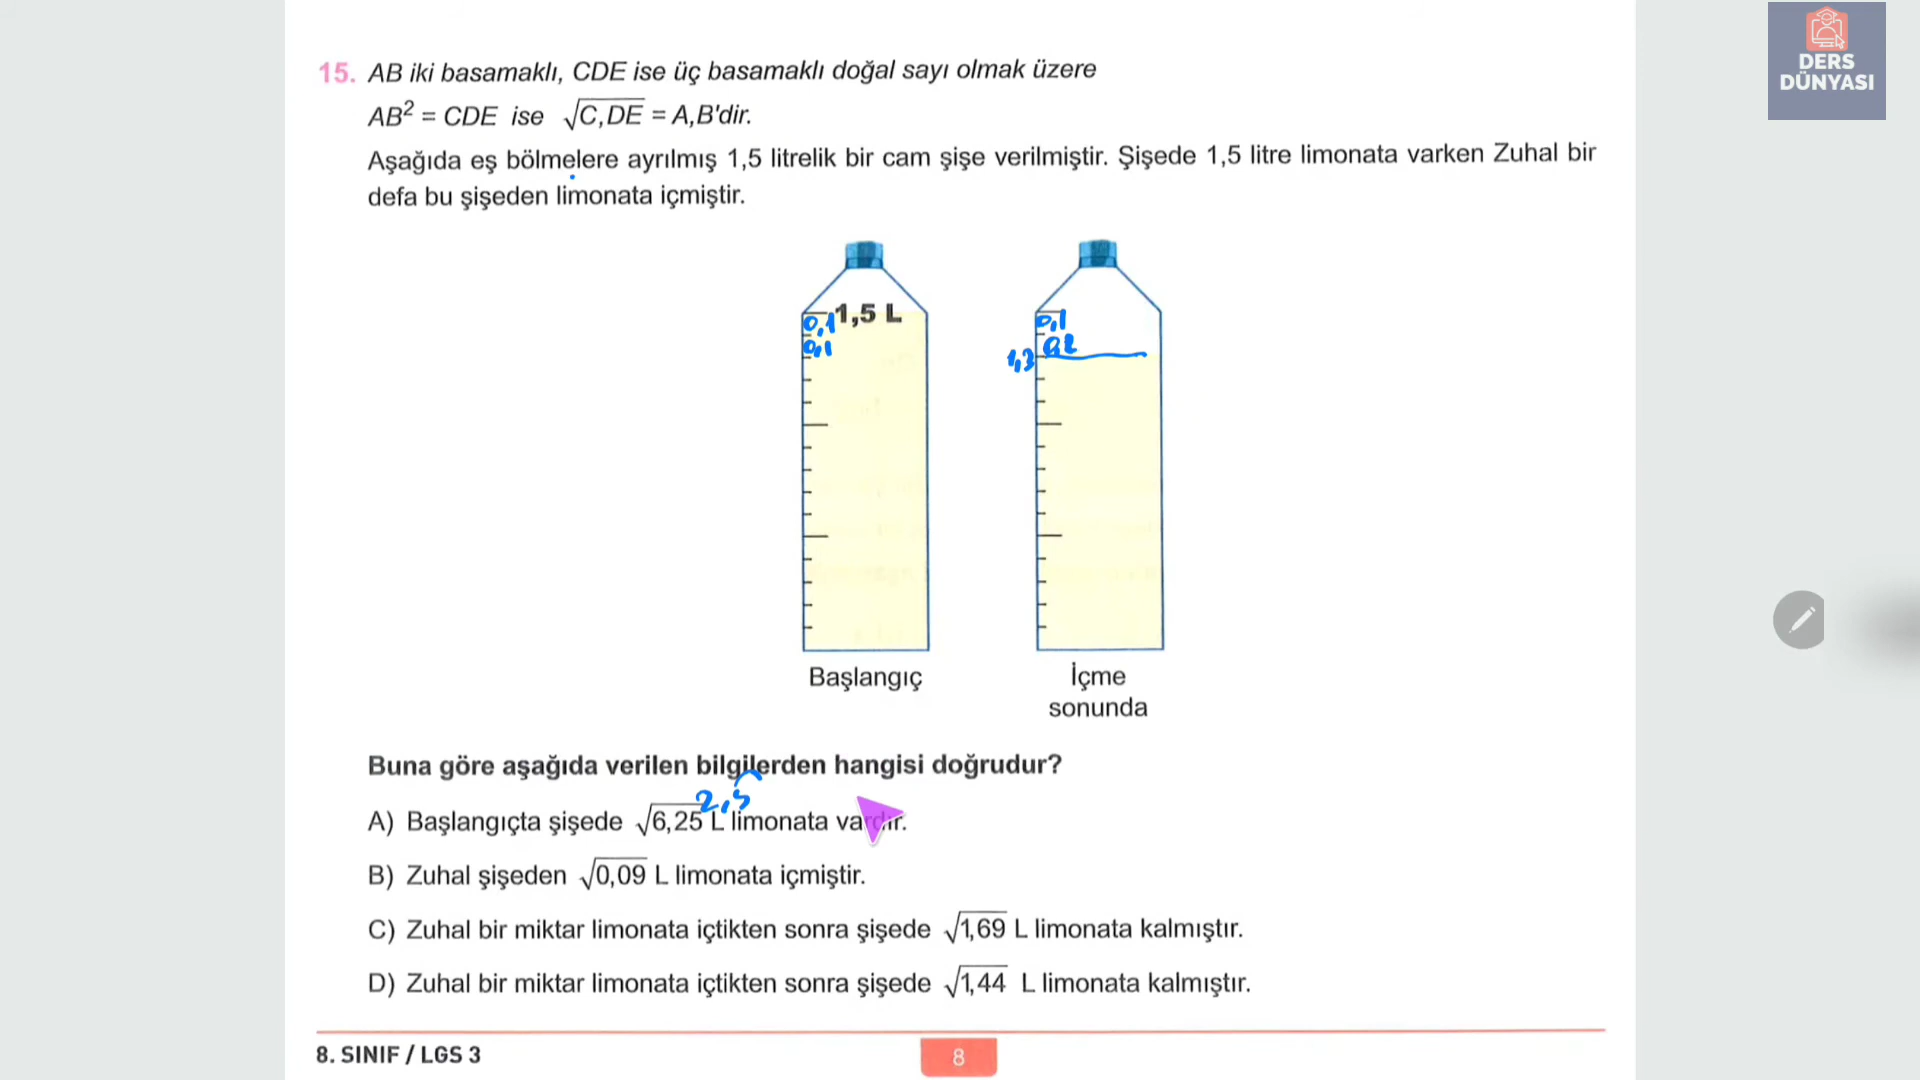 DERS
DÜNYASI
15. AB iki basamaklı, CDE ise üç basamaklı doğal sayı olmak üzere
AB² = CDE ise √C,DE = A,B'dir.
Aşağıda eş bölmelere ayrılmış 1,5 litrelik bir cam şişe verilmiştir. Şişede 1,5 litre limonata varken Zuhal bir
defa bu şişeden limonata içmiştir.
1,5 L
0,1
0,1
0,1
0,2
1,3
Başlangıç
İçme
sonunda
Buna göre aşağıda verilen bilgilerden hangisi doğrudur?
2,5
A) Başlangıçta şişede √6,25 L limonata vardır.
B) Zuhal şişeden √0,09 L limonata içmiştir.
C) Zuhal bir miktar limonata içtikten sonra şişede √1,69 L limonata kalmıştır.
D) Zuhal bir miktar limonata içtikten sonra şişede √1,44 L limonata kalmıştır.
8. SINIF / LGS 3
8